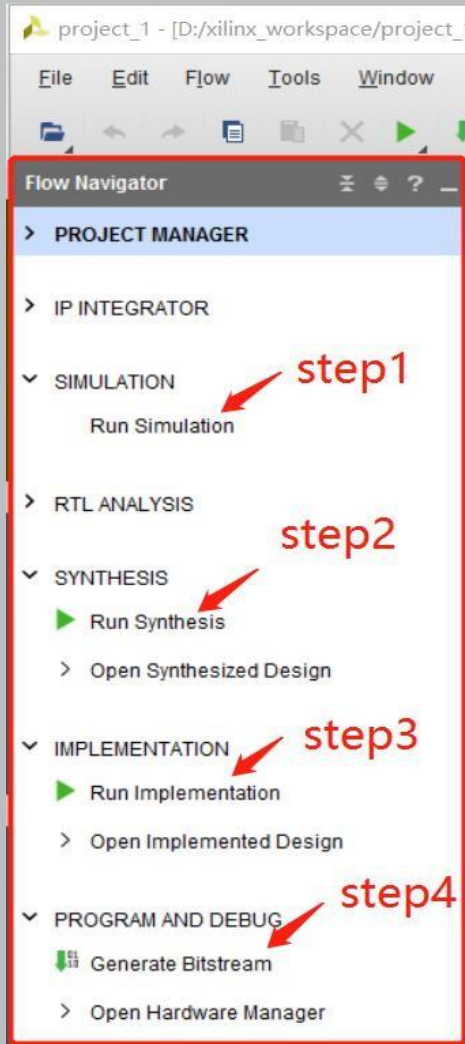 project_1 - [D:/xilinx_workspace/project_
File Edit Flow Tools Window
Flow Navigator ?
PROJECT MANAGER
IP INTEGRATOR
SIMULATION
step1
Run Simulation
RTL ANALYSIS
step2
SYNTHESIS
Run Synthesis
Open Synthesized Design
step3
IMPLEMENTATION
Run Implementation
Open Implemented Design
step4
PROGRAM AND DEBUG
Generate Bitstream
Open Hardware Manager